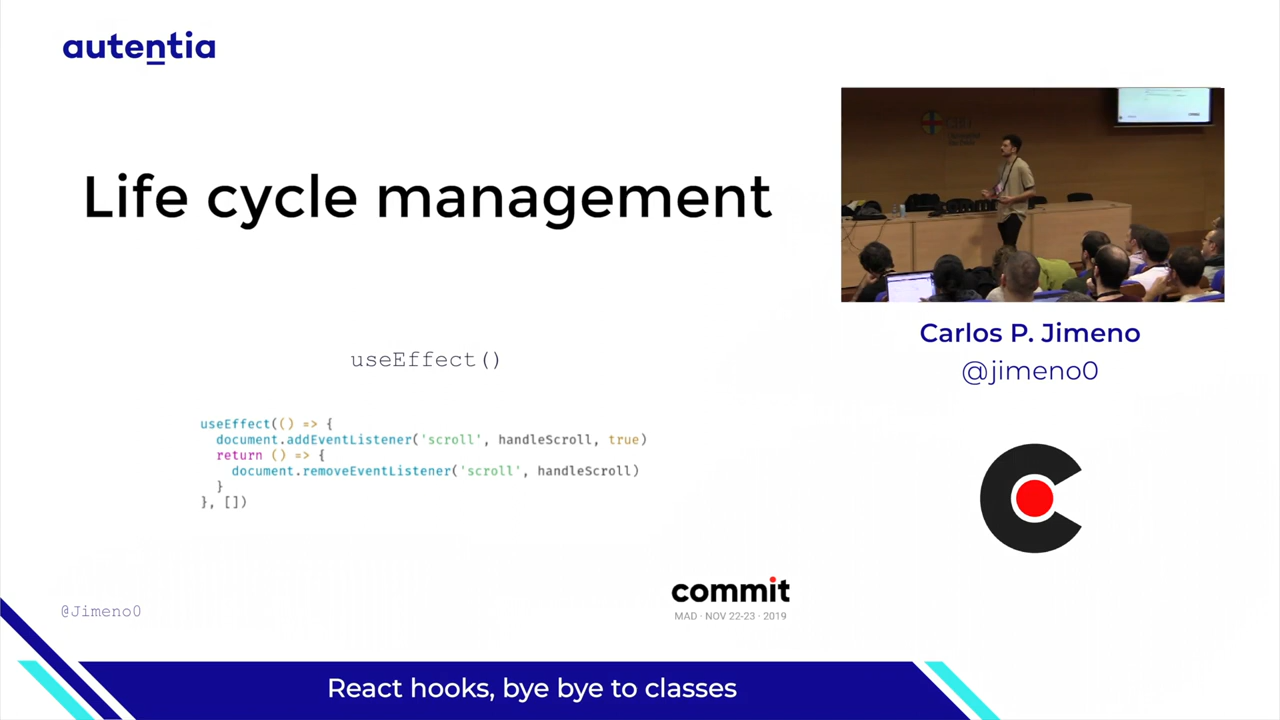 autentia
Life cycle management
useEffect()
useEffect(() => {
  document.addEventListener('scroll', handleScroll, true)
  return () => {
    document.removeEventListener('scroll', handleScroll)
  }
}, [])
@Jimeno0
commit
MAD · NOV 22-23 · 2019
Carlos P. Jimeno
@jimeno0
React hooks, bye bye to classes